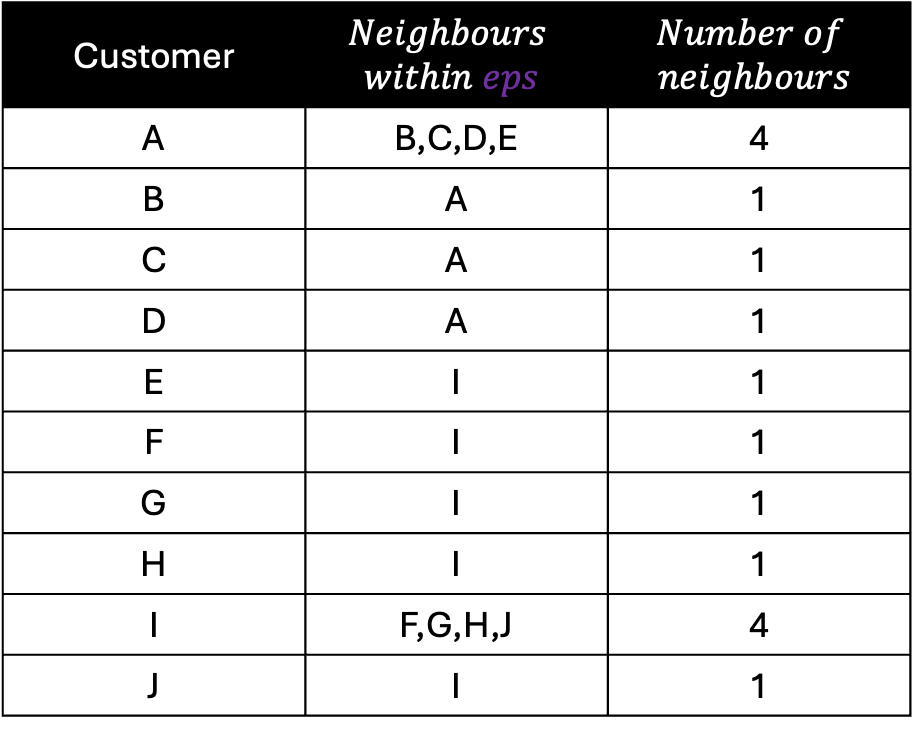 Customer
Neighbours
within eps
Number of
neighbours
A B,C,D,E 4
B A 1
C A 1
D A 1
E I 1
F I 1
G I 1
H I 1
I F,G,H,J 4
J I 1